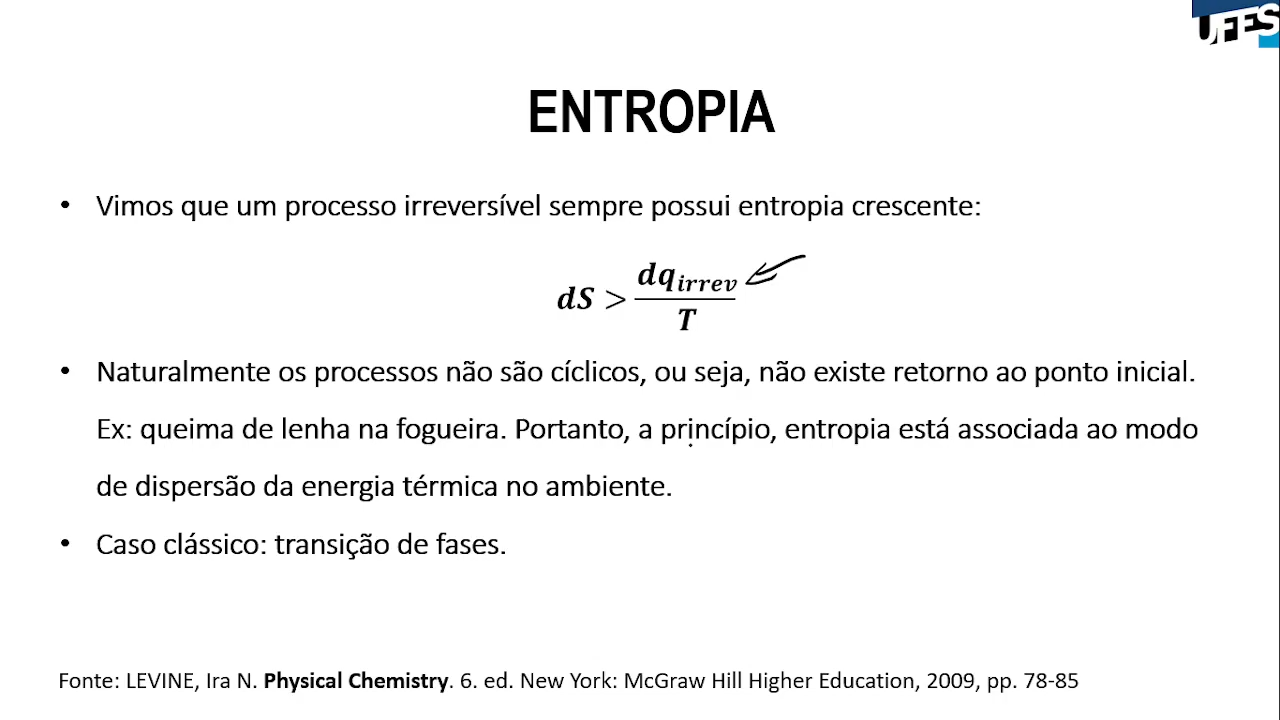 UFES
ENTROPIA
• Vimos que um processo irreversível sempre possui entropia crescente:
dS > dq_irrev / T
• Naturalmente os processos não são cíclicos, ou seja, não existe retorno ao ponto inicial.
Ex: queima de lenha na fogueira. Portanto, a princípio, entropia está associada ao modo
de dispersão da energia térmica no ambiente.
• Caso clássico: transição de fases.
Fonte: LEVINE, Ira N. Physical Chemistry. 6. ed. New York: McGraw Hill Higher Education, 2009, pp. 78-85